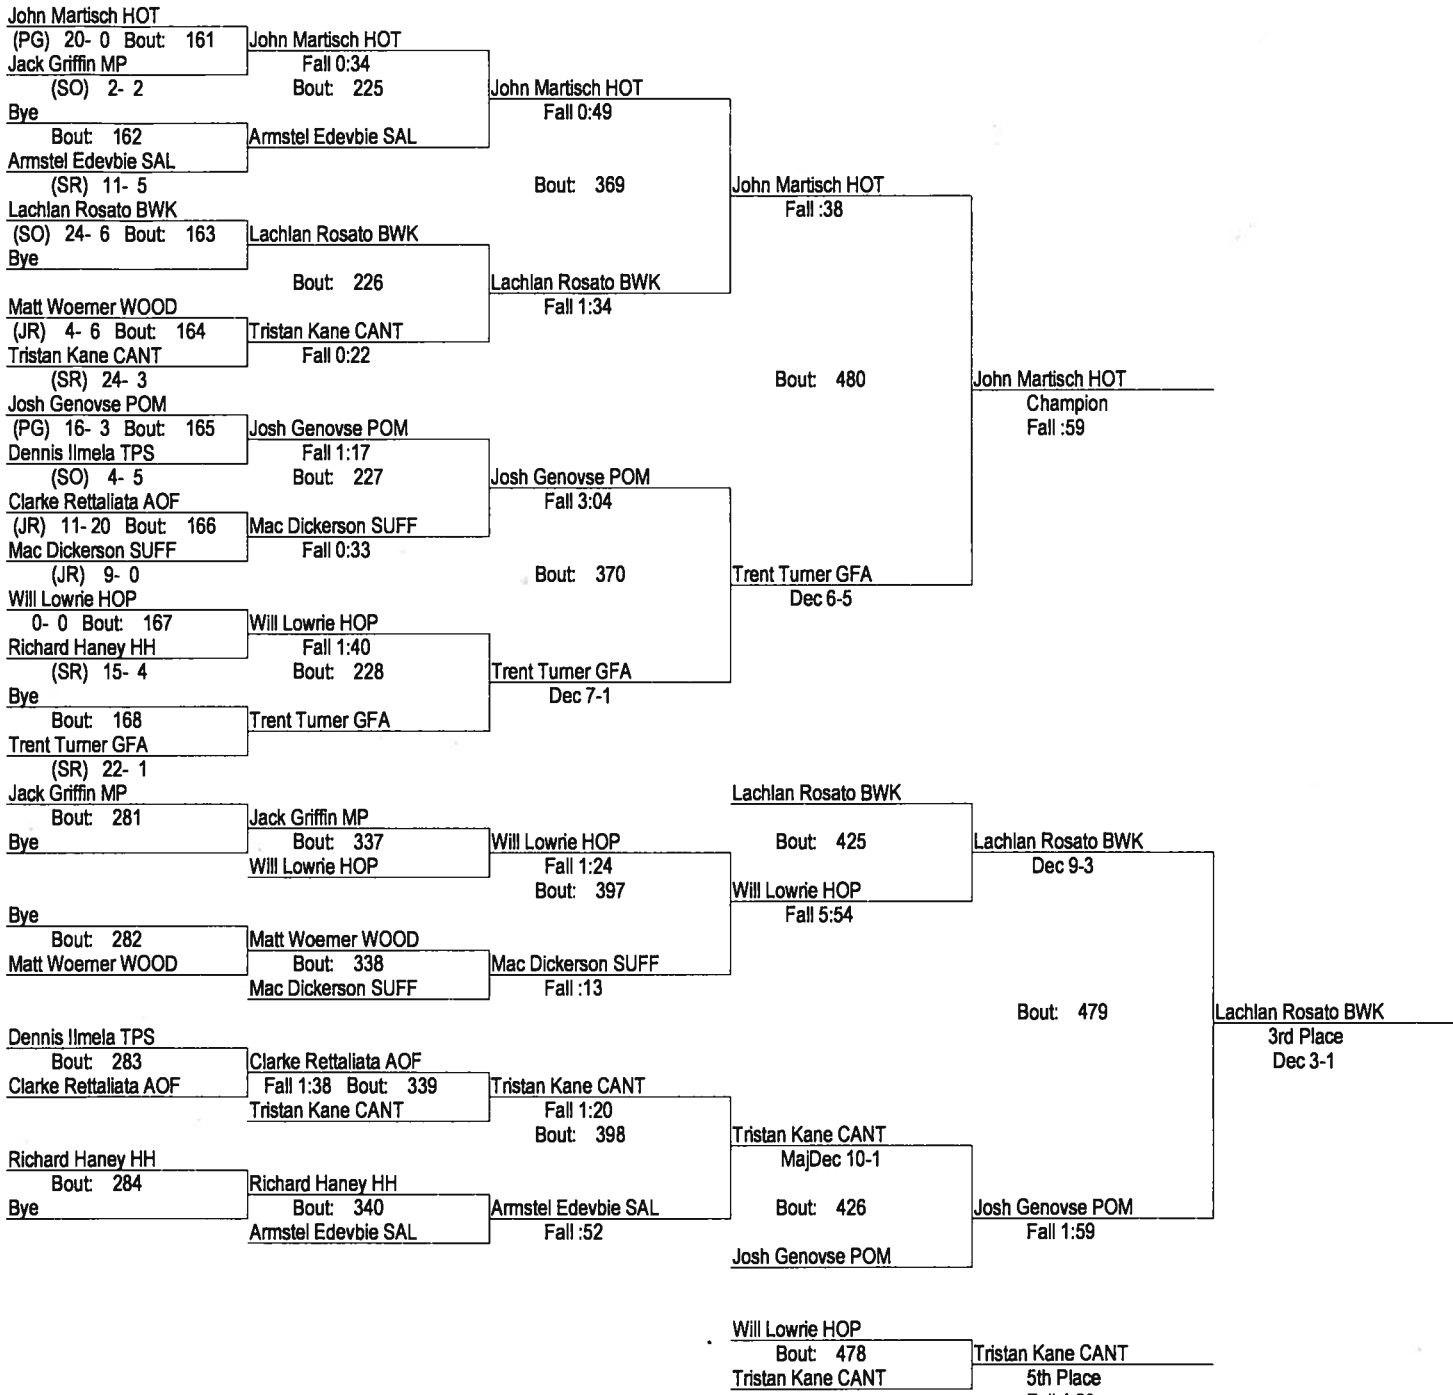 John Martisch HOT
(PG) 20- 0 Bout: 161
John Martisch HOT
Jack Griffin MP
Fall 0:34
(SO) 2- 2
Bout: 225
John Martisch HOT
Bye
Fall 0:49
Bout: 162
Armstel Edevbie SAL
Armstel Edevbie SAL
(SR) 11- 5
Bout: 369
John Martisch HOT
Lachlan Rosato BWK
Fall :38
(SO) 24- 6 Bout: 163
Lachlan Rosato BWK
Bye
Bout: 226
Lachlan Rosato BWK
Matt Woerner WOOD
Fall 1:34
(JR) 4- 6 Bout: 164
Tristan Kane CANT
Tristan Kane CANT
Fall 0:22
(SR) 24- 3
Bout: 480
John Martisch HOT
Josh Genovse POM
Champion
(PG) 16- 3 Bout: 165
Josh Genovse POM
Fall :59
Dennis Ilmela TPS
Fall 1:17
(SO) 4- 5
Bout: 227
Josh Genovse POM
Clarke Rettaliata AOF
Fall 3:04
(JR) 11- 20 Bout: 166
Mac Dickerson SUFF
Mac Dickerson SUFF
Fall 0:33
(JR) 9- 0
Bout: 370
Trent Turner GFA
Will Lowrie HOP
Dec 6-5
0- 0 Bout: 167
Will Lowrie HOP
Richard Haney HH
Fall 1:40
(SR) 15- 4
Bout: 228
Trent Turner GFA
Bye
Dec 7-1
Bout: 168
Trent Turner GFA
Trent Turner GFA
(SR) 22- 1
Jack Griffin MP
Lachlan Rosato BWK
Bout: 281
Jack Griffin MP
Bye
Bout: 337
Will Lowrie HOP
Bout: 425
Lachlan Rosato BWK
Will Lowrie HOP
Fall 1:24
Dec 9-3
Bout: 397
Will Lowrie HOP
Bye
Fall 5:54
Bout: 282
Matt Woerner WOOD
Matt Woerner WOOD
Bout: 338
Mac Dickerson SUFF
Mac Dickerson SUFF
Fall :13
Bout: 479
Lachlan Rosato BWK
Dennis Ilmela TPS
3rd Place
Bout: 283
Clarke Rettaliata AOF
Dec 3-1
Clarke Rettaliata AOF
Fall 1:38 Bout: 339
Tristan Kane CANT
Tristan Kane CANT
Fall 1:20
Bout: 398
Tristan Kane CANT
Richard Haney HH
MajDec 10-1
Bout: 284
Richard Haney HH
Bye
Bout: 340
Armstel Edevbie SAL
Bout: 426
Josh Genovse POM
Armstel Edevbie SAL
Fall :52
Fall 1:59
Josh Genovse POM
Will Lowrie HOP
Bout: 478
Tristan Kane CANT
Tristan Kane CANT
5th Place